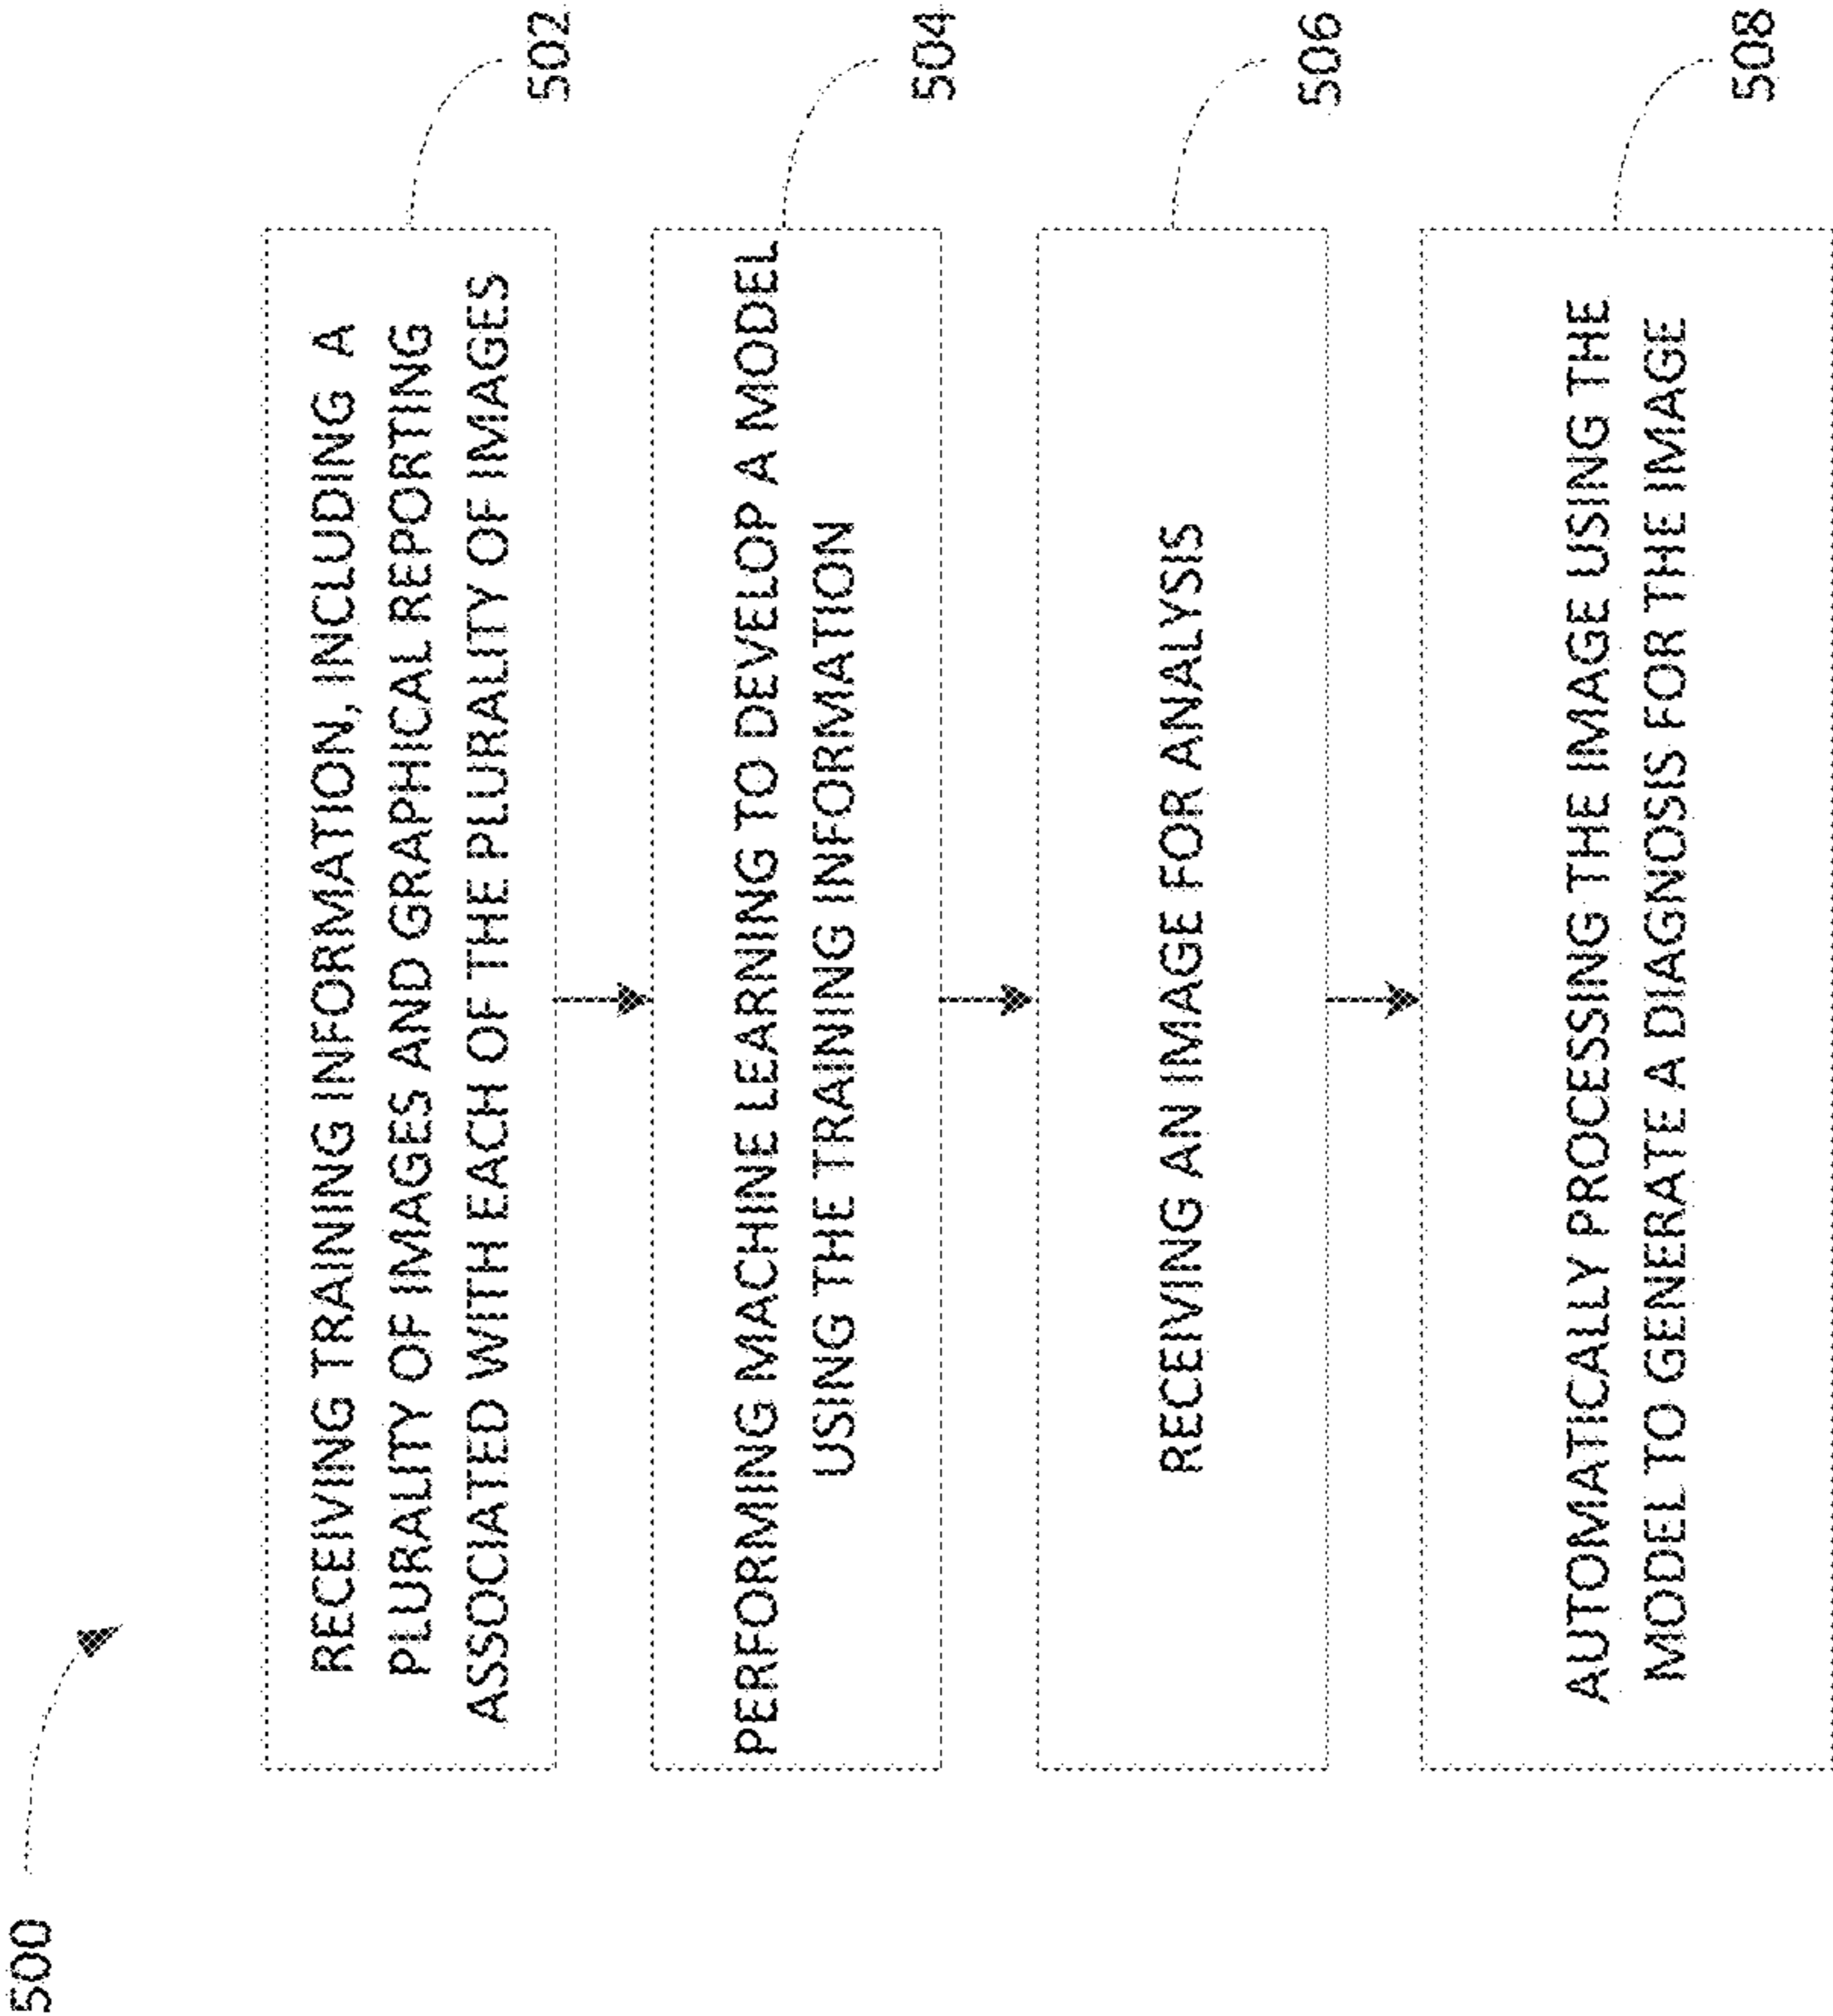 500
RECEIVING TRAINING INFORMATION, INCLUDING A
PLURALITY OF IMAGES AND GRAPHICAL REPORTING
ASSOCIATED WITH EACH OF THE PLURALITY OF IMAGES
502
PERFORMING MACHINE LEARNING TO DEVELOP A MODEL
USING THE TRAINING INFORMATION
504
RECEIVING AN IMAGE FOR ANALYSIS
506
AUTOMATICALLY PROCESSING THE IMAGE USING THE
MODEL TO GENERATE A DIAGNOSIS FOR THE IMAGE
508